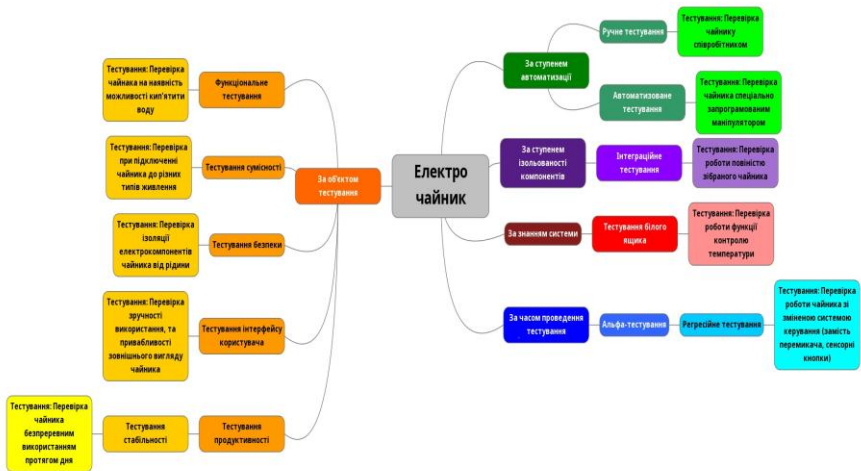 Електро
чайник
За об'єктом
тестування
Функціональне
тестування
Тестування: Перевірка
чайнака на наявність
можливості кип'ятити
воду
Тестування сумісності
Тестування: Перевірка
при підключенні
чайника до різних
типів живлення
Тестування безпеки
Тестування: Перевірка
ізоляції
електрокомпонентів
чайника від рідини
Тестування інтерфейсу
користувача
Тестування: Перевірка
зручності
використання, та
привабливості
зовнішнього вигляду
чайника
Тестування
продуктивності
Тестування
стабільності
Тестування: Перевірка
чайника
безпреревним
використанням
протягом дня
За ступенем
автоматизації
Ручне тестування
Тестування: Перевірка
чайнику
співробітником
Автоматизоване
тестування
Тестування: Перевірка
чайника спеціально
запрограмованим
маніпулятором
За ступенем
ізольованості
компонентів
Інтеграційне
тестування
Тестування: Перевірка
роботи повіністю
зібраного чайника
За знанням системи
Тестування білого
ящика
Тестування: Перевірка
роботи функції
контролю
температури
За часом проведення
тестування
Альфа-тестування
Регресійне тестування
Тестування: Перевірка
роботи чайника зі
зміненою системою
керування (замість
перемикача, сенсорні
кнопки)